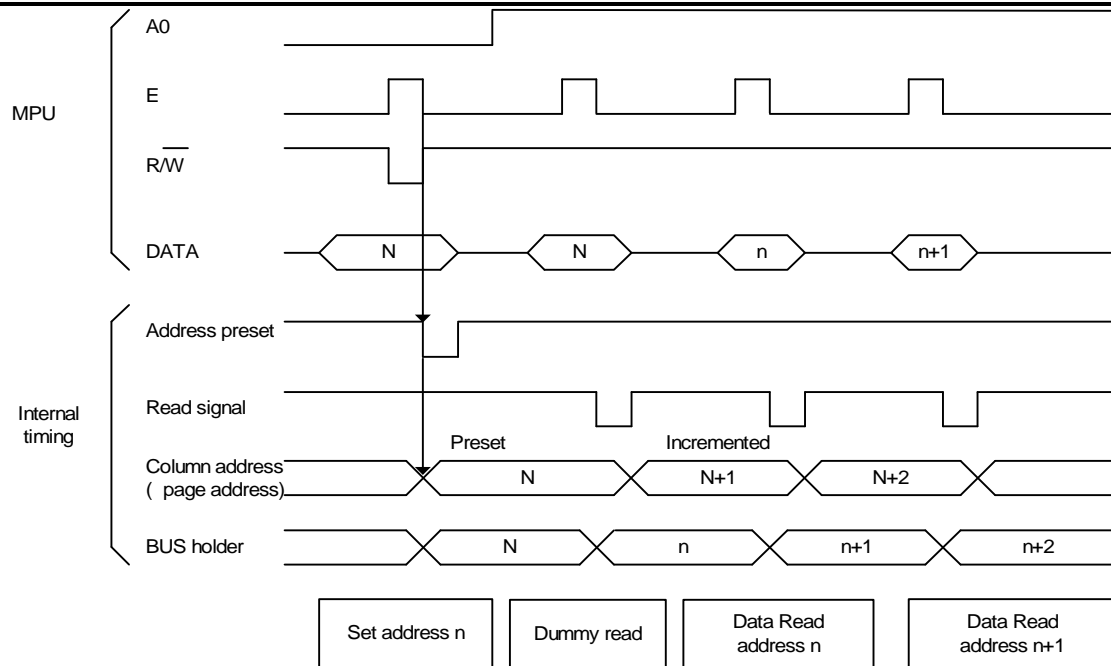 A0
E
MPU
R/W
DATA N N n n+1
Address preset
Read signal
Internal
timing
Preset Incremented
Column address
( page address)
N N+1 N+2
BUS holder N n n+1 n+2
Set address n
Dummy read
Data Read
address n
Data Read
address n+1